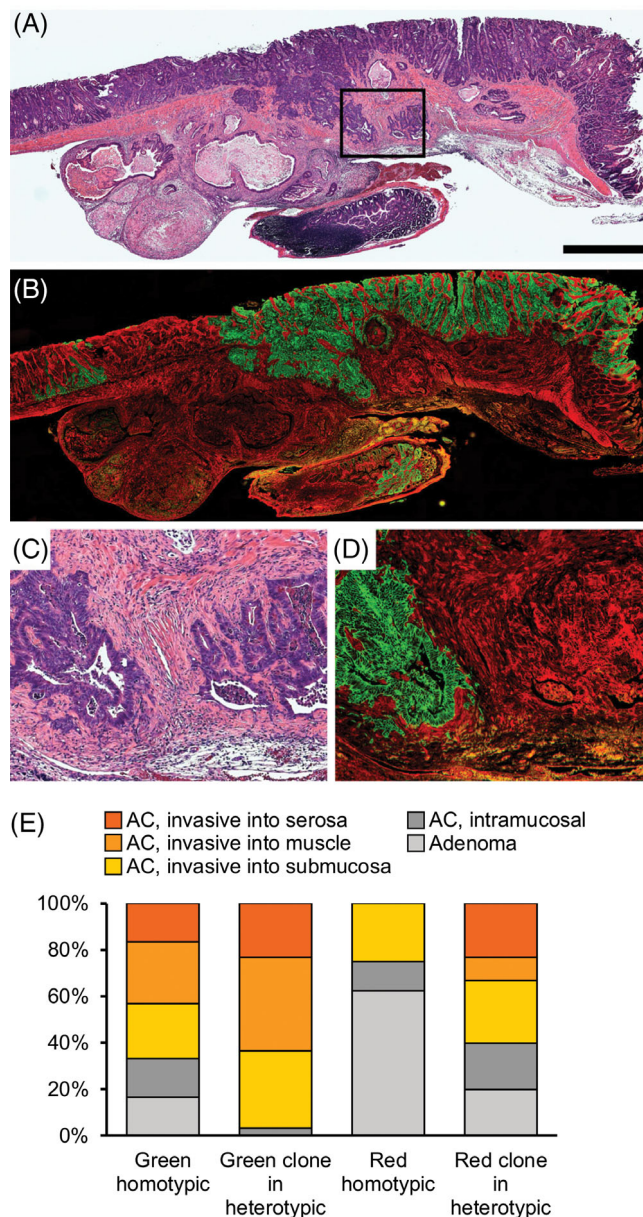 (A)
(B)
(C)
(D)
(E)
AC, invasive into serosa
AC, invasive into muscle
AC, invasive into submucosa
AC, intramucosal
Adenoma
100%
80%
60%
40%
20%
0%
Green
homotypic
Green clone
in
heterotypic
Red
homotypic
Red clone
in
heterotypic